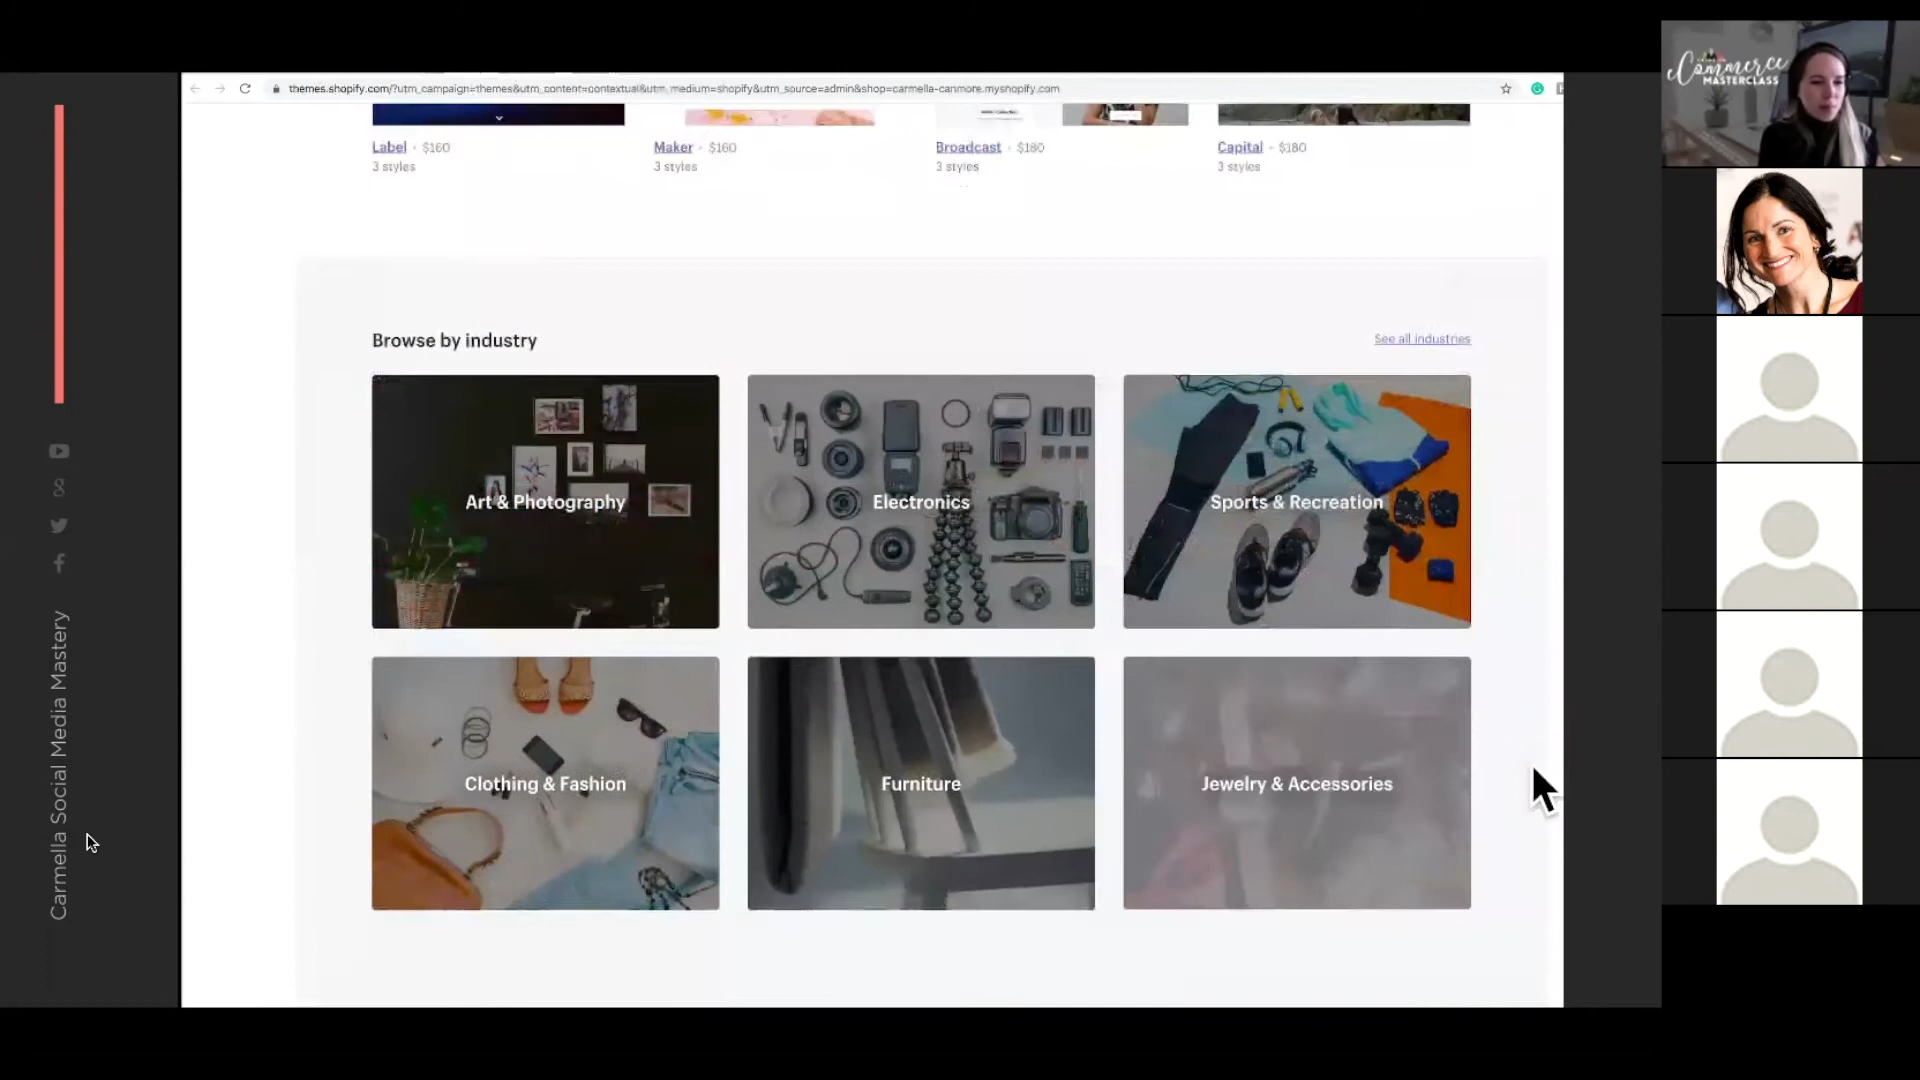 themes.shopify.com/?utm_campaign=themes&utm_content=contextual&utm_medium=shopify&utm_source=admin&shop=carmella-canmore.myshopify.com
eCommerce
MASTERCLASS
Label · $160
3 styles
Maker · $160
3 styles
Broadcast · $180
3 styles
Capital · $180
3 styles
Browse by industry
See all industries
Art & Photography
Electronics
Sports & Recreation
Clothing & Fashion
Furniture
Jewelry & Accessories
Carmella Social Media Mastery